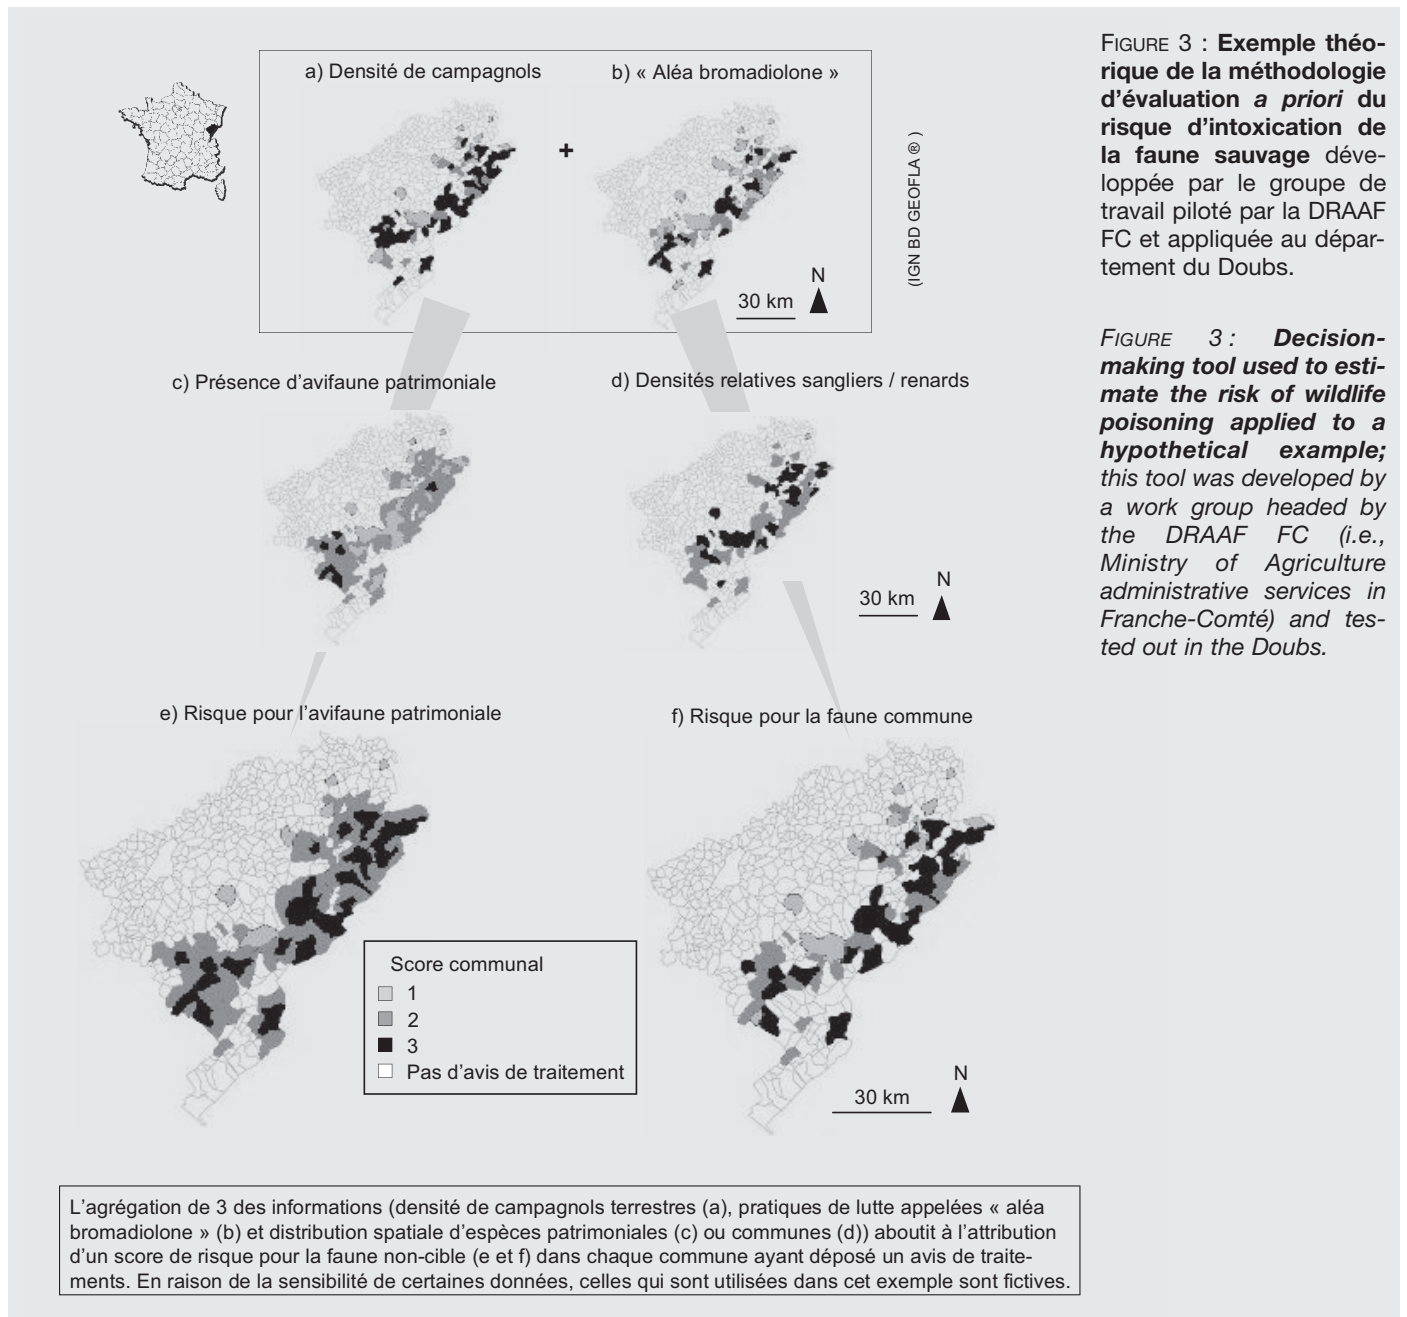 a) Densité de campagnols
b) « Aléa bromadiolone »
+
(IGN BD GEOFLA ® )
N
30 km
c) Présence d'avifaune patrimoniale
d) Densités relatives sangliers / renards
N
30 km
e) Risque pour l'avifaune patrimoniale
f) Risque pour la faune commune
Score communal
1
2
3
Pas d'avis de traitement
N
30 km
L'agrégation de 3 des informations (densité de campagnols terrestres (a), pratiques de lutte appelées « aléa
bromadiolone » (b) et distribution spatiale d'espèces patrimoniales (c) ou communes (d)) aboutit à l'attribution
d'un score de risque pour la faune non-cible (e et f) dans chaque commune ayant déposé un avis de traite-
ments. En raison de la sensibilité de certaines données, celles qui sont utilisées dans cet exemple sont fictives.
FIGURE 3 : Exemple théo-
rique de la méthodologie
d'évaluation a priori du
risque d'intoxication de
la faune sauvage déve-
loppée par le groupe de
travail piloté par la DRAAF
FC et appliquée au dépar-
tement du Doubs.
FIGURE 3 : Decision-
making tool used to esti-
mate the risk of wildlife
poisoning applied to a
hypothetical example;
this tool was developed by
a work group headed by
the DRAAF FC (i.e.,
Ministry of Agriculture
administrative services in
Franche-Comté) and tes-
ted out in the Doubs.